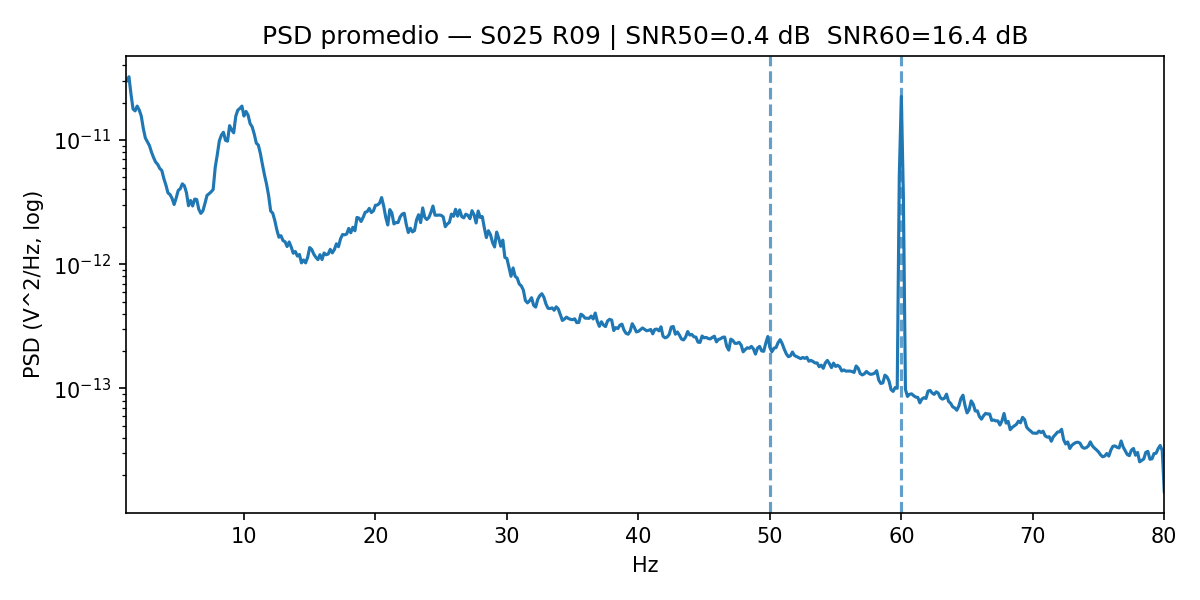 PSD promedio — S025 R09 | SNR50=0.4 dB  SNR60=16.4 dB
PSD (V^2/Hz, log)
10^-11
10^-12
10^-13
10 20 30 40 50 60 70 80
Hz